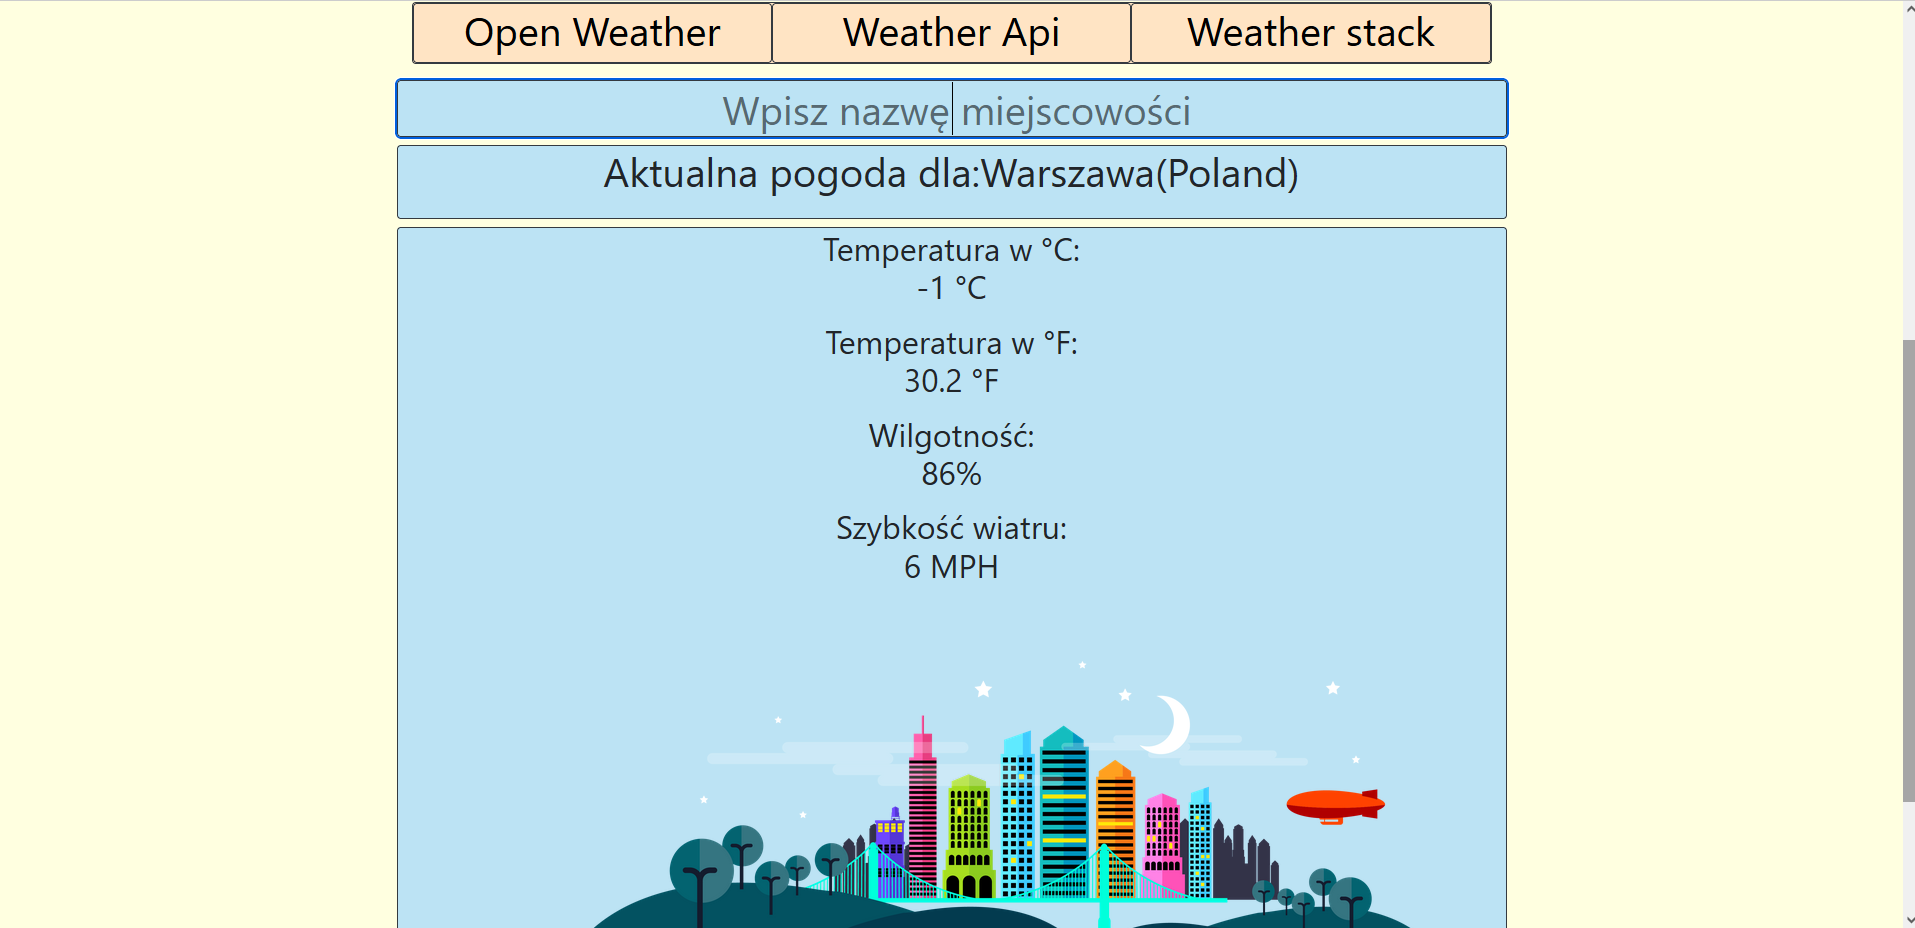 Open Weather Weather Api Weather stack
Wpisz nazwę miejscowości
Aktualna pogoda dla:Warszawa(Poland)
Temperatura w °C:
-1 °C
Temperatura w °F:
30.2 °F
Wilgotność:
86%
Szybkość wiatru:
6 MPH